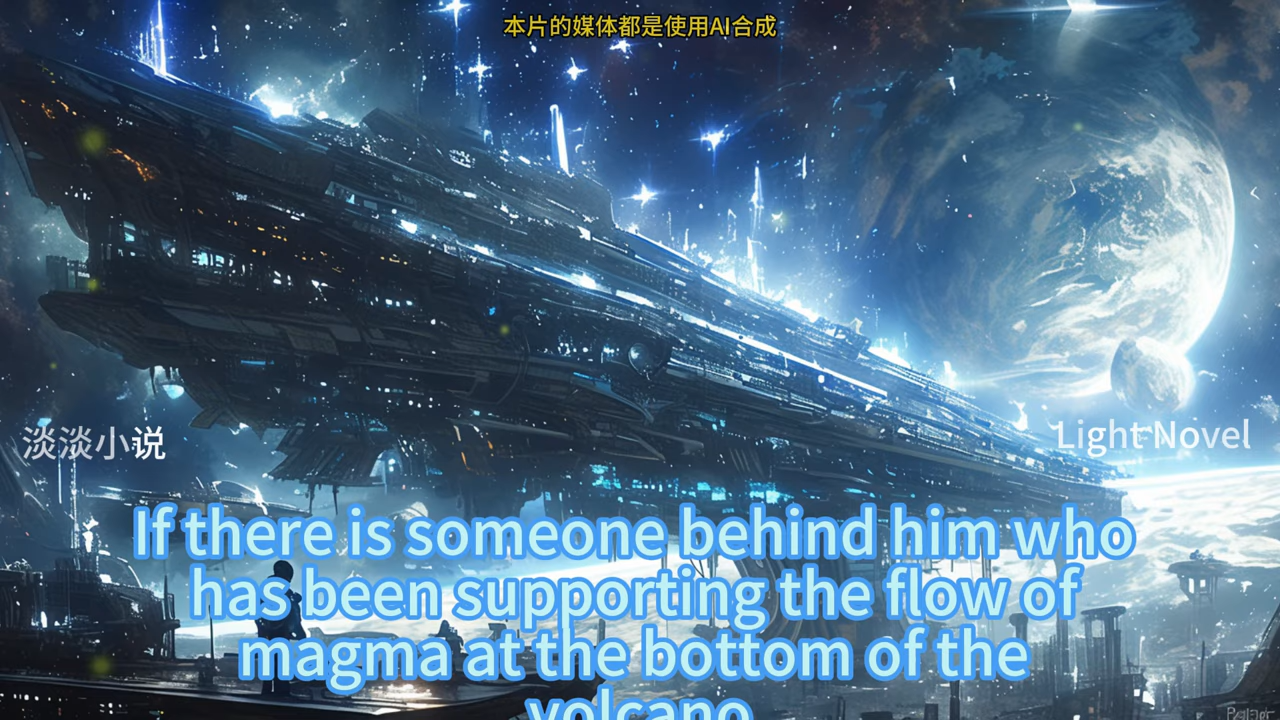 本片的媒体都是使用AI合成
淡淡小说
Light Novel
If there is someone behind him who
has been supporting the flow of
magma at the bottom of the
volcano